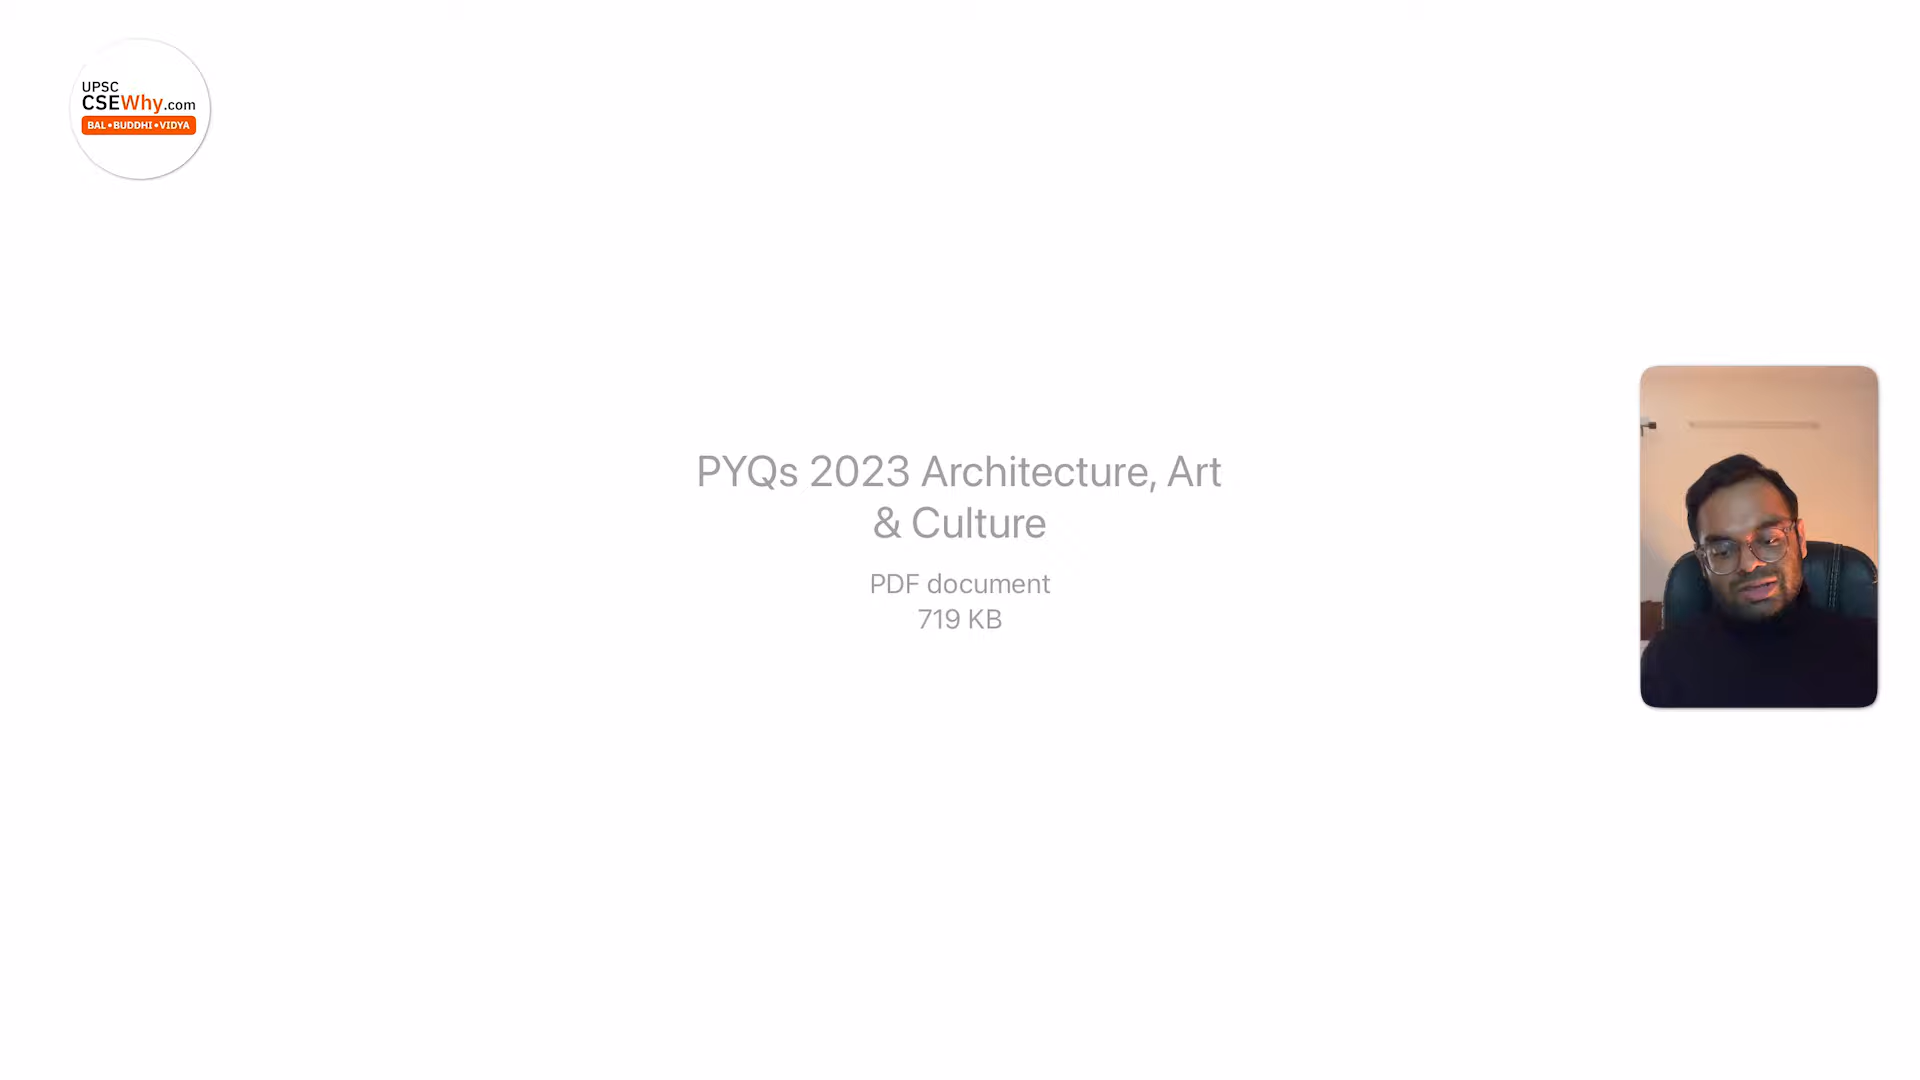 UPSC
CSEWhy.com
BAL•BUDDHI•VIDYA
PYQs 2023 Architecture, Art
& Culture
PDF document
719 KB